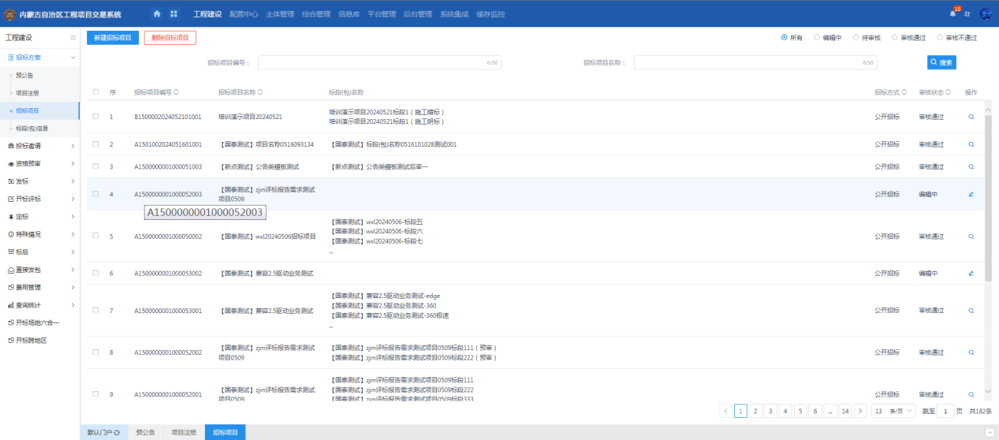 内蒙古自治区工程项目交易系统
工程建设 配置中心 主体管理 综合管理 信息库 平台管理 后台管理 系统集成 缓存监控
15
工程建设
招标方案
预公告
项目注册
招标项目
标段(包)信息
投标邀请
资格预审
发标
开标评标
定标
特殊情况
标后
直接发包
费用管理
查询统计
开标场地六合一
开标跨地区
新建招标项目 删除招标项目
所有 编辑中 待审核 审核通过 审核不通过
招标项目编号： 0/50 招标项目名称： 0/50 搜索
序 招标项目编号 招标项目名称 标段(包)名称 招标方式 审核状态 操作
1 B1500002024052101001 培训演示项目20240521 培训演示项目20240521标段1（施工暗标） 公开招标 审核通过
培训演示项目20240521标段1（施工明标）
2 A1501002024051601001 【国泰测试】项目名称0516093134 【国泰测试】标段(包)名称0516101028测试001 公开招标 审核通过
3 A1500000001000051003 【新点测试】公告类模板测试 【新点测试】公告类模板测试后审一 公开招标 审核通过
4 A1500000001000052003 【国泰测试】zjm评标报告需求测试 公开招标 编辑中
项目0509
A1500000001000052003
5 A1500000001000050002 【国泰测试】wxl20240506招标项目 【国泰测试】wxl20240506-标段五 公开招标 审核通过
【国泰测试】wxl20240506-标段六
【国泰测试】wxl20240506-标段七
...
6 A1500000001000053002 【国泰测试】兼容2.5驱动业务测试 公开招标 编辑中
7 A1500000001000053001 【国泰测试】兼容2.5驱动业务测试 【国泰测试】兼容2.5驱动业务测试-edge 公开招标 审核通过
【国泰测试】兼容2.5驱动业务测试-360
【国泰测试】兼容2.5驱动业务测试-360极速
...
8 A1500000001000052002 【国泰测试】zjm评标报告需求测试 【国泰测试】zjm评标报告需求测试项目0509标段111（预审） 公开招标 审核通过
项目0509 【国泰测试】zjm评标报告需求测试项目0509标段222（预审）
9 A1500000001000052001 【国泰测试】zjm评标报告需求测试 【国泰测试】zjm评标报告需求测试项目0509标段111 公开招标 审核通过
项目0509 【国泰测试】zjm评标报告需求测试项目0509标段222
【国泰测试】zjm评标报告需求测试项目0509标段333
1 2 3 4 5 6 ... 14 13 条/页 跳至 1 页 共182条
默认门户 预公告 项目注册 招标项目